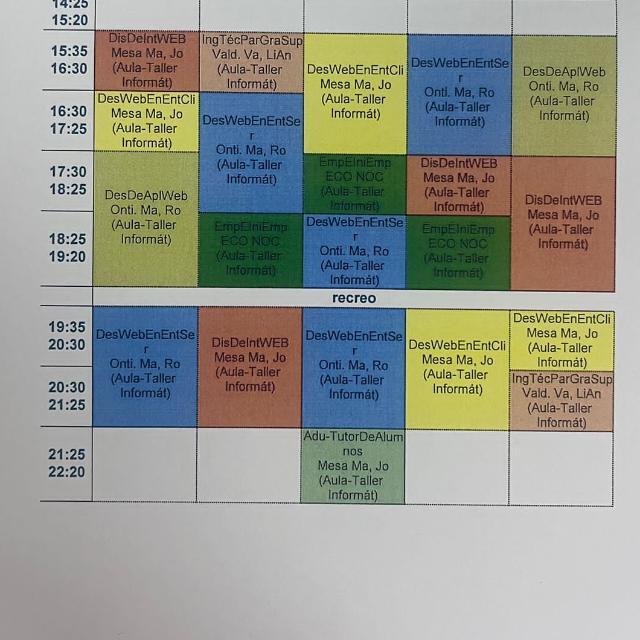 14:25
15:20
15:35
16:30
DisDeIntWEB
Mesa Ma, Jo
(Aula-Taller
Informát)
IngTécParGraSup
Vald. Va, LiAn
(Aula-Taller
Informát)
DesWebEnEntCli
Mesa Ma, Jo
(Aula-Taller
Informát)
DesWebEnEntSe
r
Onti. Ma, Ro
(Aula-Taller
Informát)
DesDeAplWeb
Onti. Ma, Ro
(Aula-Taller
Informát)
16:30
17:25
DesWebEnEntCli
Mesa Ma, Jo
(Aula-Taller
Informát)
DesWebEnEntSe
r
Onti. Ma, Ro
(Aula-Taller
Informát)
17:30
18:25
DesDeAplWeb
Onti. Ma, Ro
(Aula-Taller
Informát)
EmpEIniEmp
ECO NOC
(Aula-Taller
Informát)
DisDeIntWEB
Mesa Ma, Jo
(Aula-Taller
Informát)
DisDeIntWEB
Mesa Ma, Jo
(Aula-Taller
Informát)
18:25
19:20
EmpEIniEmp
ECO NOC
(Aula-Taller
Informát)
DesWebEnEntSe
r
Onti. Ma, Ro
(Aula-Taller
Informát)
EmpEIniEmp
ECO NOC
(Aula-Taller
Informát)
recreo
19:35
20:30
DesWebEnEntSe
r
Onti. Ma, Ro
(Aula-Taller
Informát)
DisDeIntWEB
Mesa Ma, Jo
(Aula-Taller
Informát)
DesWebEnEntSe
r
Onti. Ma, Ro
(Aula-Taller
Informát)
DesWebEnEntCli
Mesa Ma, Jo
(Aula-Taller
Informát)
DesWebEnEntCli
Mesa Ma, Jo
(Aula-Taller
Informát)
20:30
21:25
IngTécParGraSup
Vald. Va, LiAn
(Aula-Taller
Informát)
21:25
22:20
Adu-TutorDeAlum
nos
Mesa Ma, Jo
(Aula-Taller
Informát)